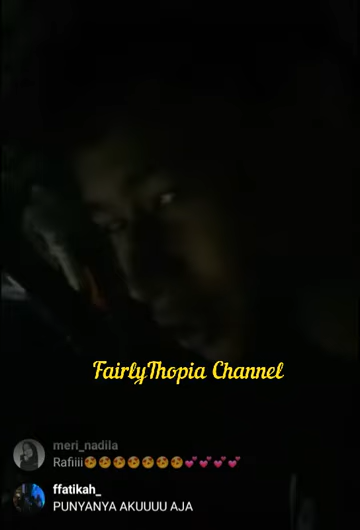 FairlyThopia Channel
meri_nadila
Rafiiii🥰🥰🥰🥰🥰🥰🥰💕💕💕💕
ffatikah_
PUNYANYA AKUUUU AJA